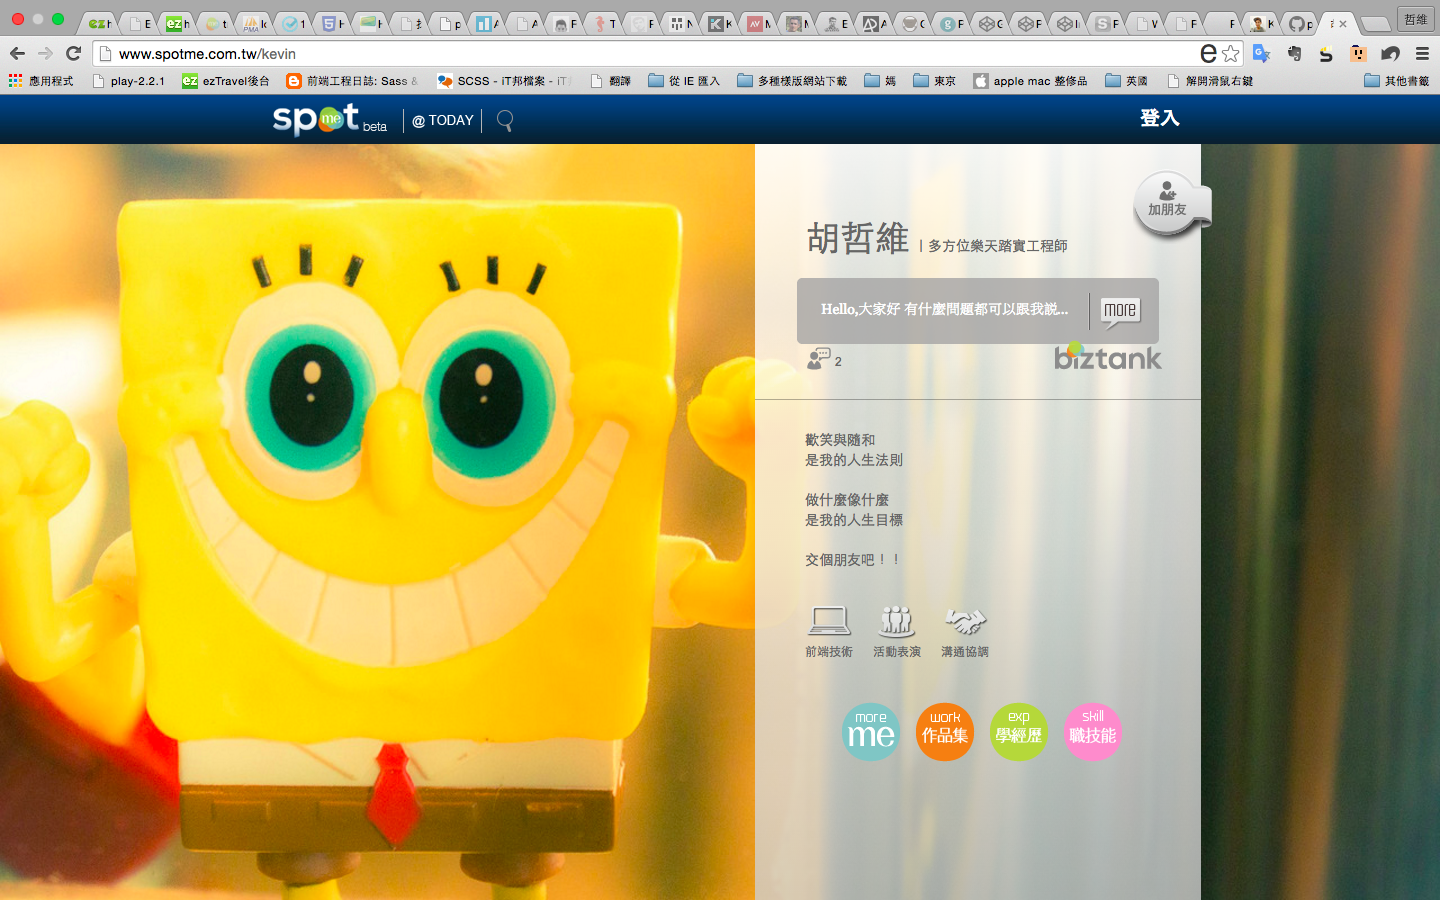 哲維
www.spotme.com.tw/kevin
應用程式
play-2.2.1
ezTravel後台
前端工程日誌: Sass &
SCSS - iT邦檔案 - iT
翻譯
從 IE 匯入
多種樣版網站下載
媽
東京
apple mac 整修品
英國
解開滑鼠右鍵
其他書籤
spot me beta
@ TODAY
登入
加朋友
胡哲維 | 多方位樂天踏實工程師
Hello,大家好 有什麼問題都可以跟我説...
more
2
biztank
歡笑與隨和
是我的人生法則
做什麼像什麼
是我的人生目標
交個朋友吧！！
前端技術
活動表演
溝通協調
more me
work 作品集
exp 學經歷
skill 職技能